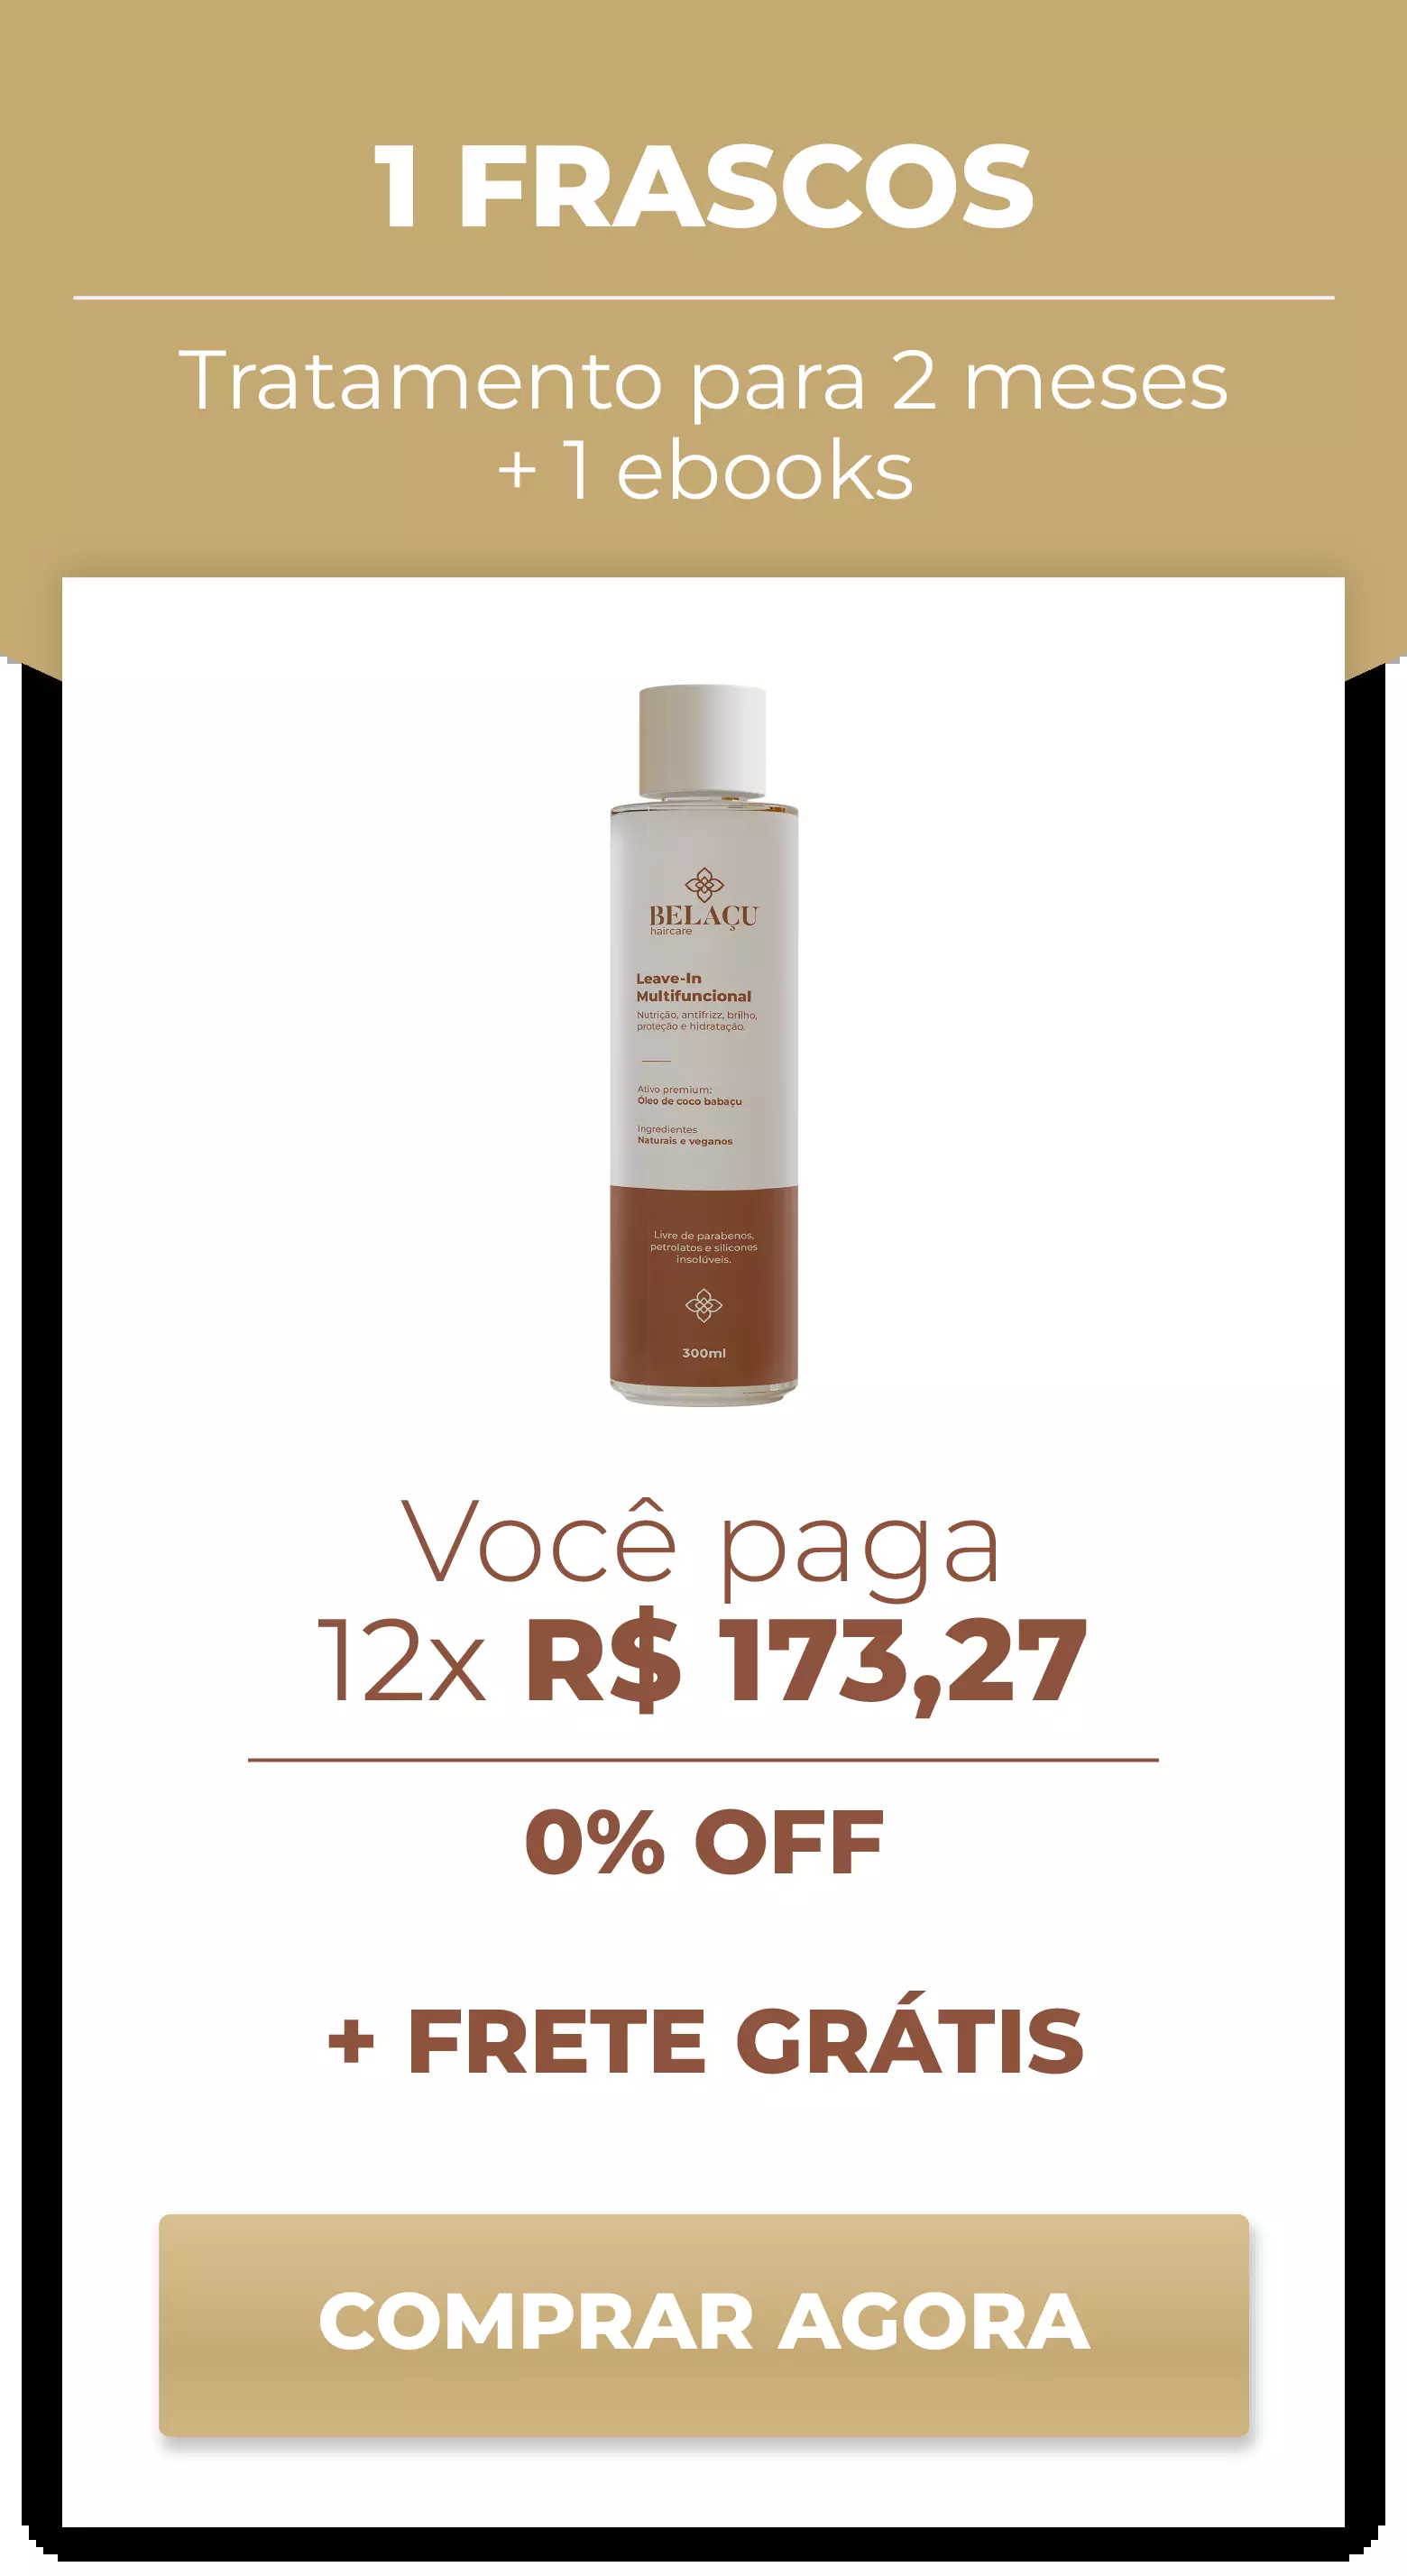 1 FRASCOS
Tratamento para 2 meses
+ 1 ebooks
BELAÇU
haircare
Leave-In
Multifuncional
Nutrição, antifrizz, brilho,
proteção e hidratação.
Ativo premium:
Óleo de coco babaçu
Ingredientes
Naturais e veganos
Livre de parabenos,
petrolatos e silicones
insolúveis.
300ml
Você paga
12x R$ 173,27
0% OFF
+ FRETE GRÁTIS
COMPRAR AGORA